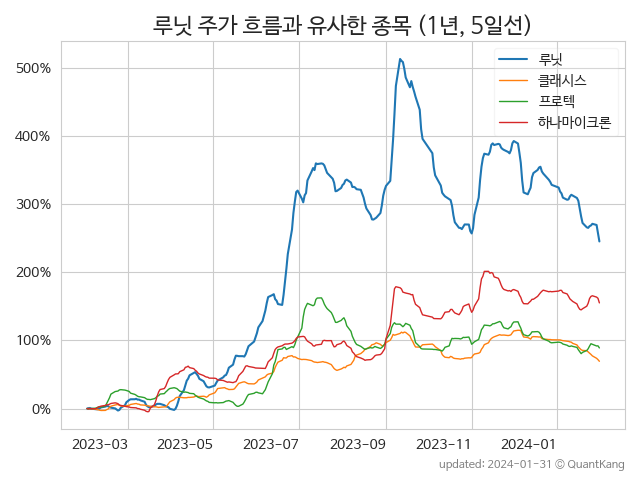 루닛 주가 흐름과 유사한 종목 (1년, 5일선)
500%
400%
300%
200%
100%
0%
루닛
클래시스
프로텍
하나마이크론
2023-03 2023-05 2023-07 2023-09 2023-11 2024-01
updated: 2024-01-31 © QuantKang